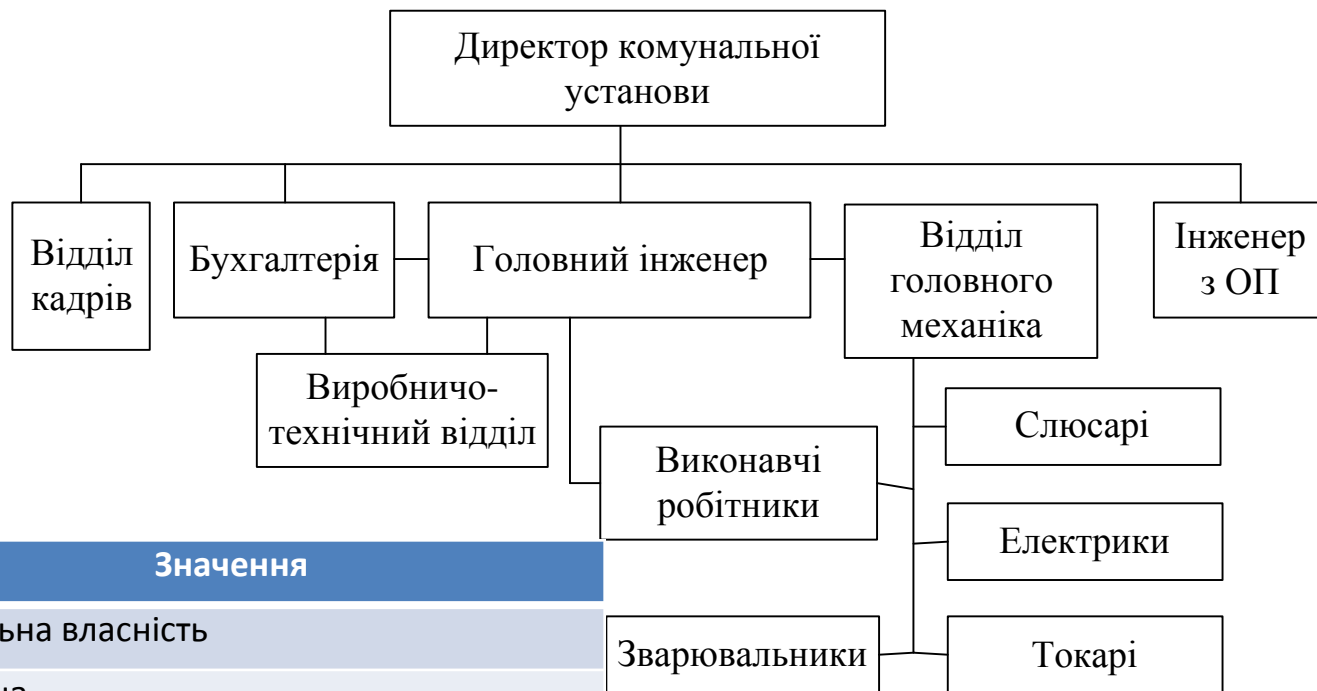 Директор комунальної
установи
Відділ
кадрів
Бухгалтерія
Головний інженер
Відділ
головного
механіка
Інженер
з ОП
Виробничо-
технічний відділ
Виконавчі
робітники
Слюсарі
Електрики
Зварювальники
Токарі
Значення
власність